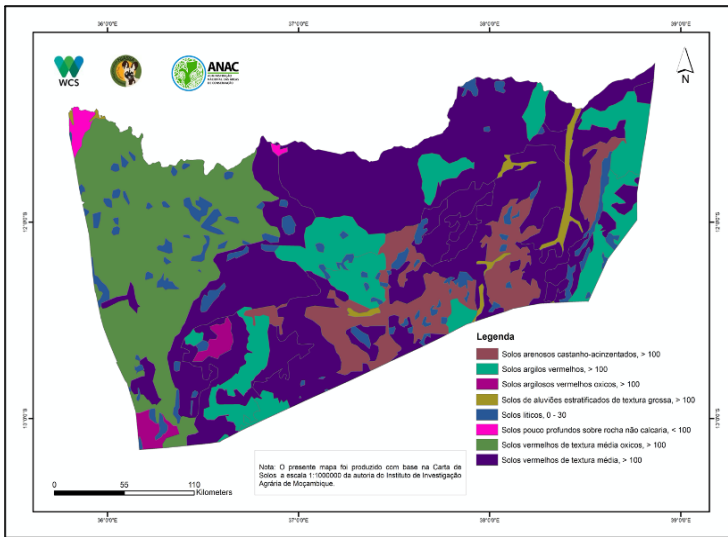 36°0'0"E 37°0'0"E 38°0'0"E 39°0'0"E
WCS
ANAC
N
12°0'0"S 12°0'0"S
13°0'0"S 13°0'0"S
Legenda
Solos arenosos castanho-acinzentados, > 100
Solos argilos vermelhos, > 100
Solos argilosos vermelhos oxicos, > 100
Solos de aluviões estratificados de textura grossa, > 100
Solos líticos, 0 - 30
Solos pouco profundos sobre rocha não calcaria, < 100
Solos vermelhos de textura média oxicos, > 100
Solos vermelhos de textura média, > 100
Nota: O presente mapa foi produzido com base na Carta de
Solos a escala 1:1000000 da autoria do Instituto de Investigação
Agrária de Moçambique.
0 55 110
Kilometers
36°0'0"E 37°0'0"E 38°0'0"E 39°0'0"E